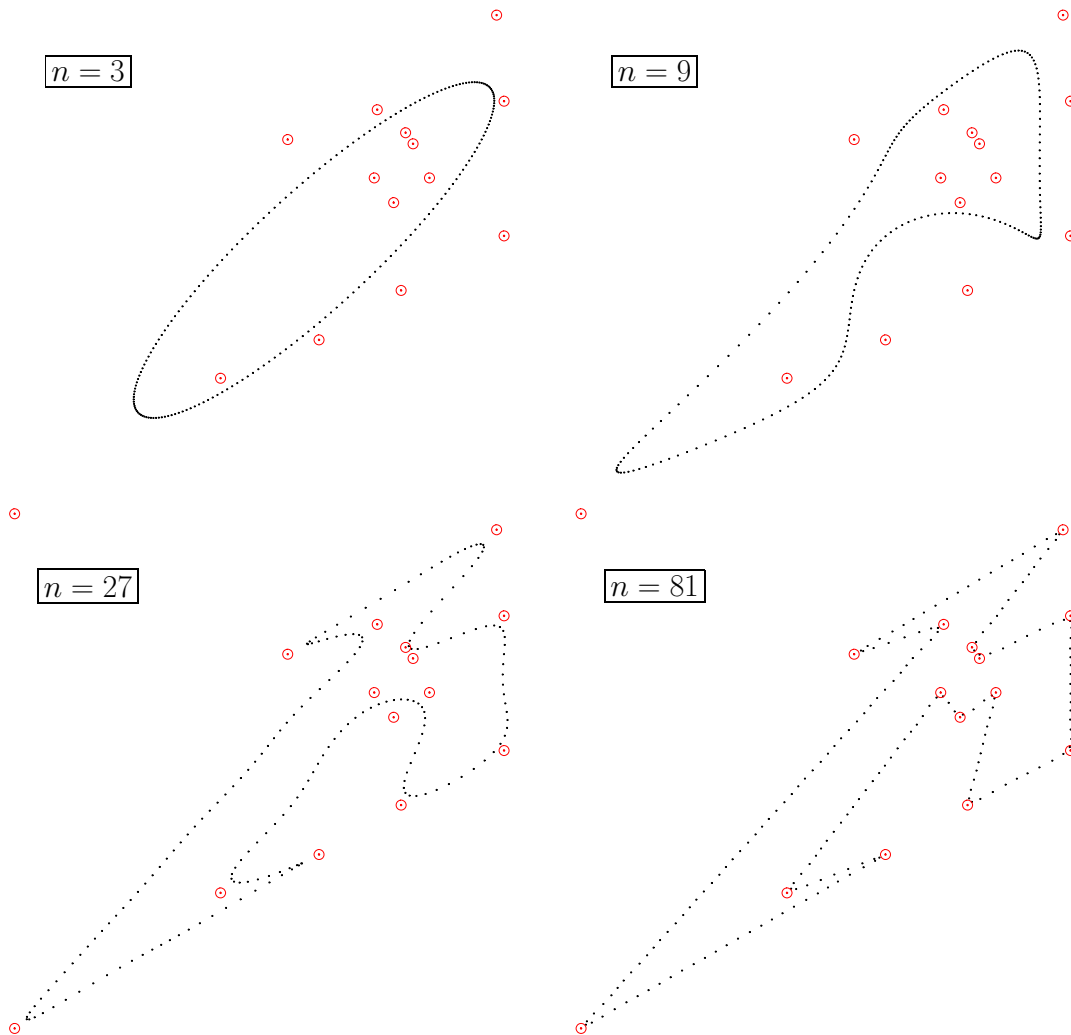 n = 3
n = 9
n = 27
n = 81